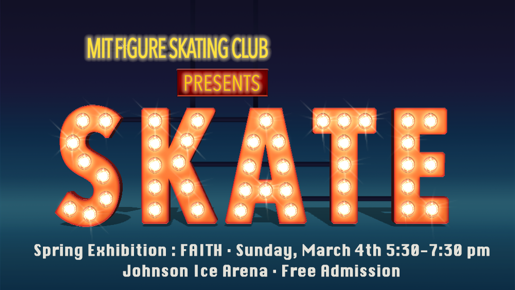 MIT FIGURE SKATING CLUB
PRESENTS
SKATE
Spring Exhibition : FAITH · Sunday, March 4th 5:30-7:30 pm
Johnson Ice Arena · Free Admission